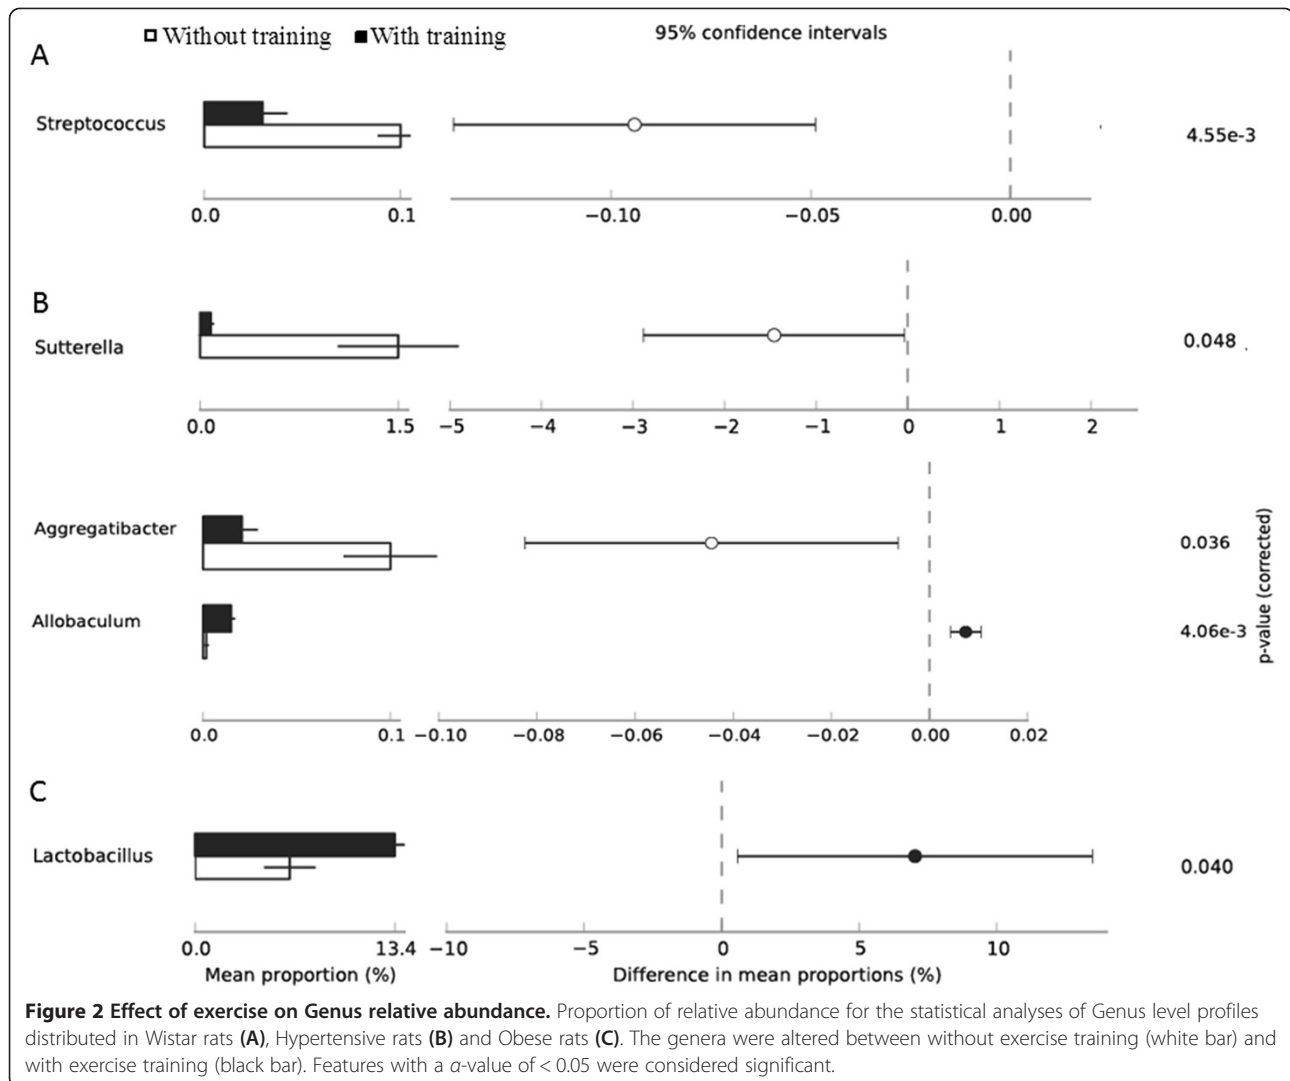 Without training With training 95% confidence intervals
A
Streptococcus
4.55e-3
0.0 0.1 −0.10 −0.05 0.00
B
Sutterella
0.048
0.0 1.5 −5 −4 −3 −2 −1 0 1 2
Aggregatibacter
0.036
Allobaculum
4.06e-3
p-value (corrected)
0.0 0.1 −0.10 −0.08 −0.06 −0.04 −0.02 0.00 0.02
C
Lactobacillus
0.040
0.0 13.4 −10 −5 0 5 10
Mean proportion (%) Difference in mean proportions (%)
Figure 2 Effect of exercise on Genus relative abundance. Proportion of relative abundance for the statistical analyses of Genus level profiles
distributed in Wistar rats (A), Hypertensive rats (B) and Obese rats (C). The genera were altered between without exercise training (white bar) and
with exercise training (black bar). Features with a α-value of < 0.05 were considered significant.